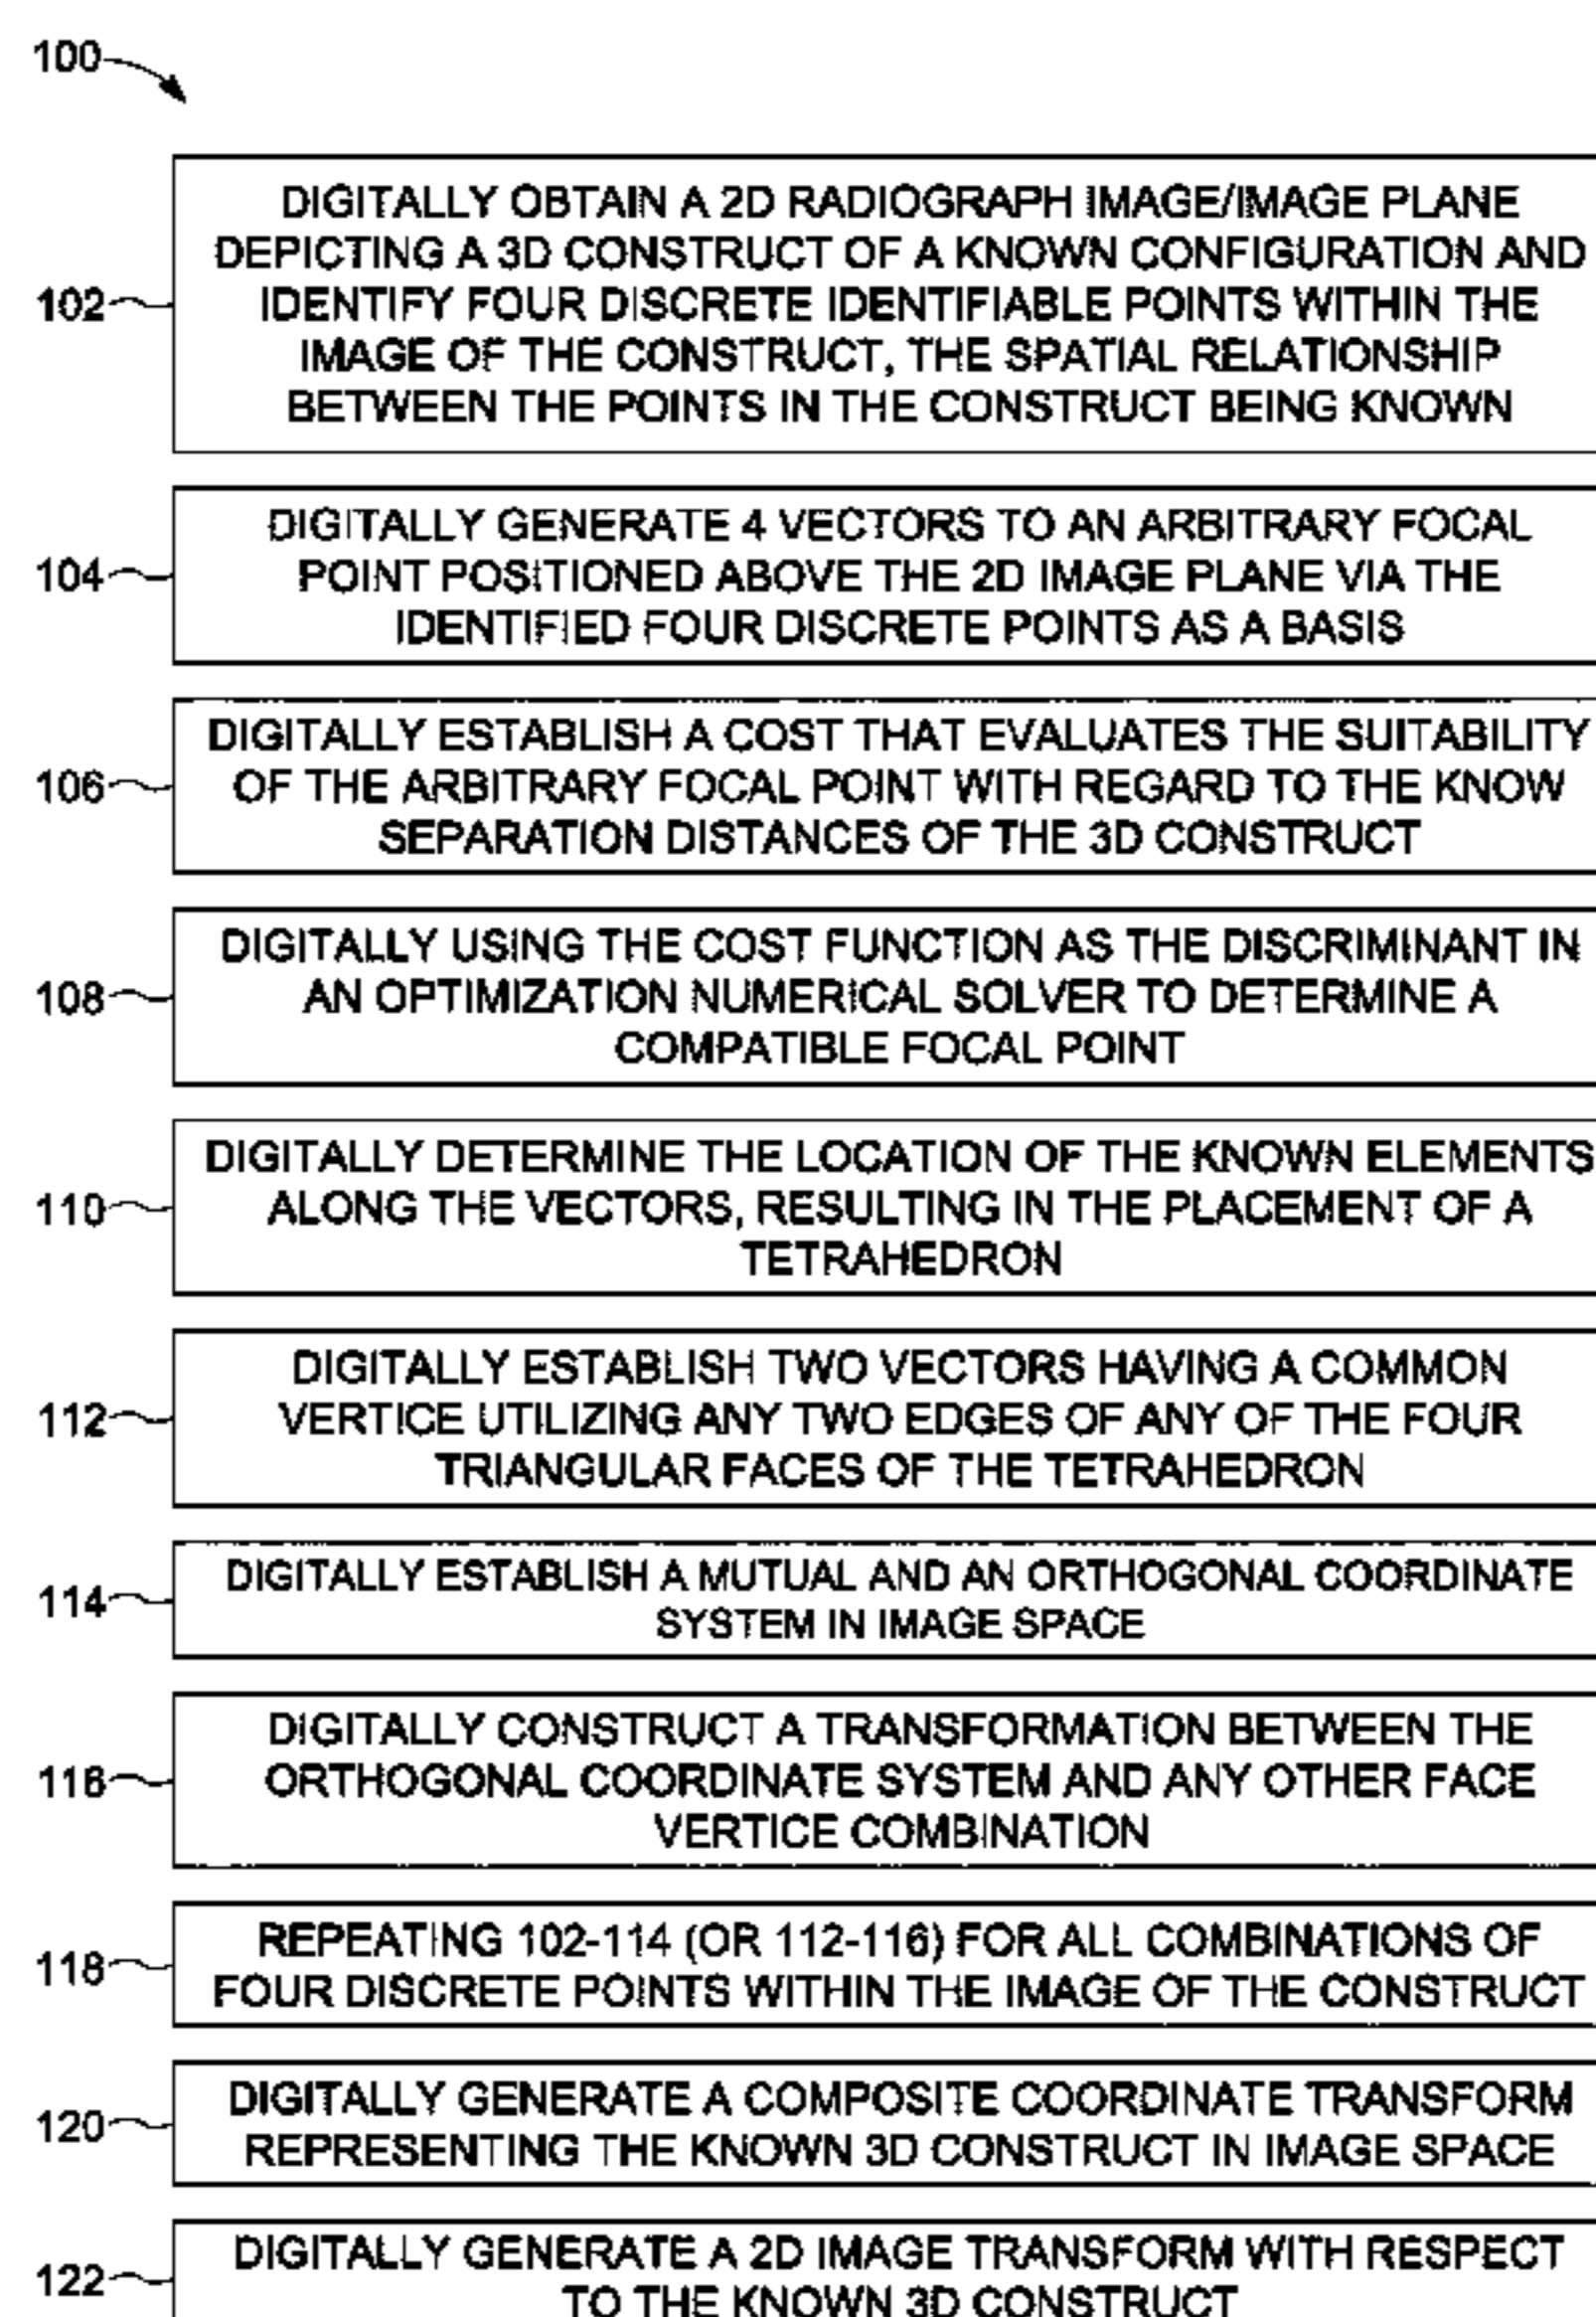 100
DIGITALLY OBTAIN A 2D RADIOGRAPH IMAGE/IMAGE PLANE
DEPICTING A 3D CONSTRUCT OF A KNOWN CONFIGURATION AND
102 IDENTIFY FOUR DISCRETE IDENTIFIABLE POINTS WITHIN THE
IMAGE OF THE CONSTRUCT, THE SPATIAL RELATIONSHIP
BETWEEN THE POINTS IN THE CONSTRUCT BEING KNOWN
DIGITALLY GENERATE 4 VECTORS TO AN ARBITRARY FOCAL
104 POINT POSITIONED ABOVE THE 2D IMAGE PLANE VIA THE
IDENTIFIED FOUR DISCRETE POINTS AS A BASIS
DIGITALLY ESTABLISH A COST THAT EVALUATES THE SUITABILITY
106 OF THE ARBITRARY FOCAL POINT WITH REGARD TO THE KNOW
SEPARATION DISTANCES OF THE 3D CONSTRUCT
DIGITALLY USING THE COST FUNCTION AS THE DISCRIMINANT IN
108 AN OPTIMIZATION NUMERICAL SOLVER TO DETERMINE A
COMPATIBLE FOCAL POINT
DIGITALLY DETERMINE THE LOCATION OF THE KNOWN ELEMENTS
110 ALONG THE VECTORS, RESULTING IN THE PLACEMENT OF A
TETRAHEDRON
DIGITALLY ESTABLISH TWO VECTORS HAVING A COMMON
112 VERTICE UTILIZING ANY TWO EDGES OF ANY OF THE FOUR
TRIANGULAR FACES OF THE TETRAHEDRON
DIGITALLY ESTABLISH A MUTUAL AND AN ORTHOGONAL COORDINATE
114 SYSTEM IN IMAGE SPACE
DIGITALLY CONSTRUCT A TRANSFORMATION BETWEEN THE
116 ORTHOGONAL COORDINATE SYSTEM AND ANY OTHER FACE
VERTICE COMBINATION
REPEATING 102-114 (OR 112-116) FOR ALL COMBINATIONS OF
118 FOUR DISCRETE POINTS WITHIN THE IMAGE OF THE CONSTRUCT
DIGITALLY GENERATE A COMPOSITE COORDINATE TRANSFORM
120 REPRESENTING THE KNOWN 3D CONSTRUCT IN IMAGE SPACE
DIGITALLY GENERATE A 2D IMAGE TRANSFORM WITH RESPECT
122 TO THE KNOWN 3D CONSTRUCT